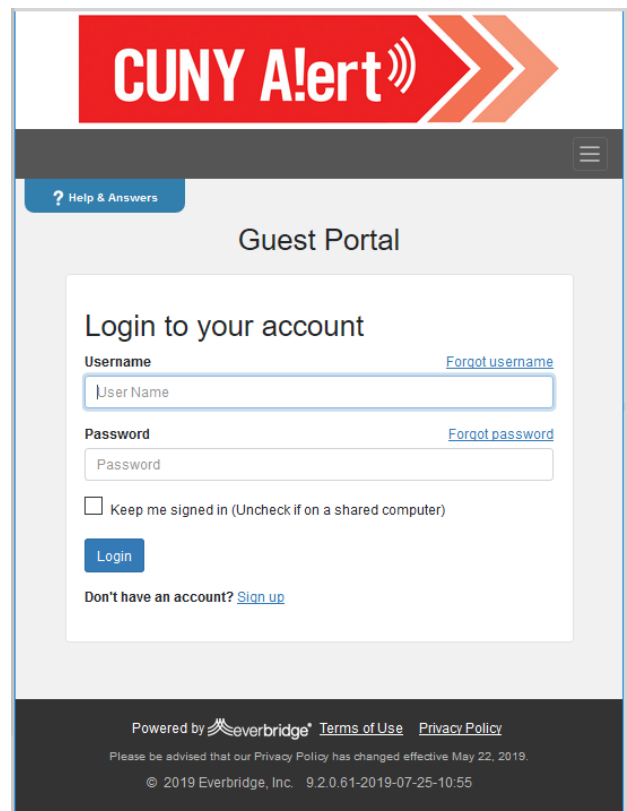 CUNY A!ert
? Help & Answers
Guest Portal
Login to your account
Username Forgot username
User Name
Password Forgot password
Password
Keep me signed in (Uncheck if on a shared computer)
Login
Don't have an account? Sign up
Powered by everbridge® Terms of Use Privacy Policy
Please be advised that our Privacy Policy has changed effective May 22, 2019.
© 2019 Everbridge, Inc. 9.2.0.61-2019-07-25-10:55